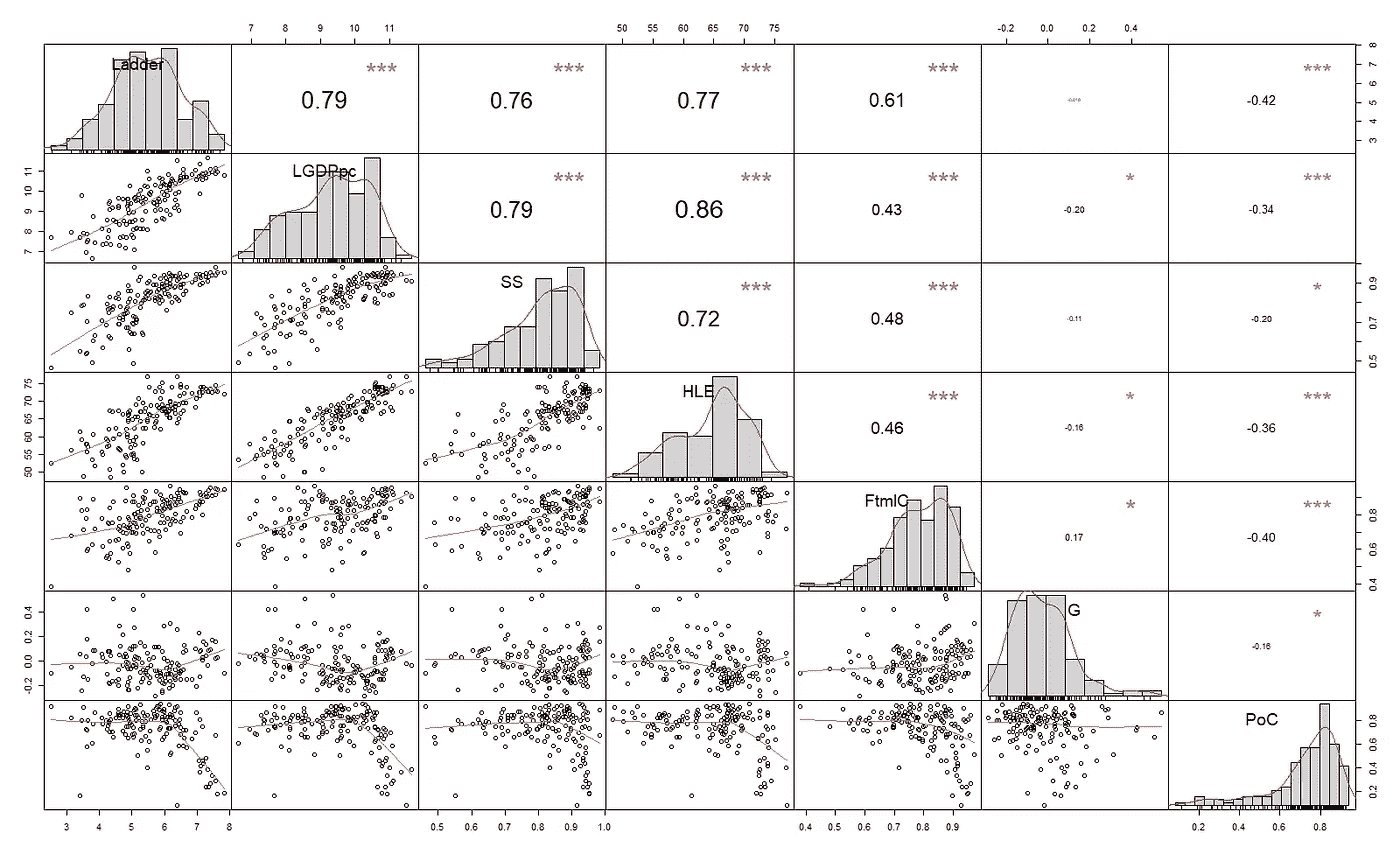 7 8 9 10 11 50 55 60 65 70 75 -0.2 0.0 0.2 0.4
Ladder *** *** *** *** ***
0.79 0.76 0.77 0.61 -0.42
3 4 5 6 7 8
LGDPpc *** *** *** * ***
0.79 0.86 0.43 -0.20 -0.34
7 8 9 10 11
SS *** *** *
0.72 0.48 -0.11 -0.20
0.5 0.7 0.9
HLE *** * ***
0.46 -0.16 -0.36
50 55 60 65 70 75
FtmlC * ***
0.17 -0.40
0.4 0.6 0.8
G *
-0.16
-0.2 0.0 0.2 0.4
PoC
0.2 0.4 0.6 0.8
3 4 5 6 7 8 0.5 0.6 0.7 0.8 0.9 1.0 0.4 0.5 0.6 0.7 0.8 0.9 0.2 0.4 0.6 0.8